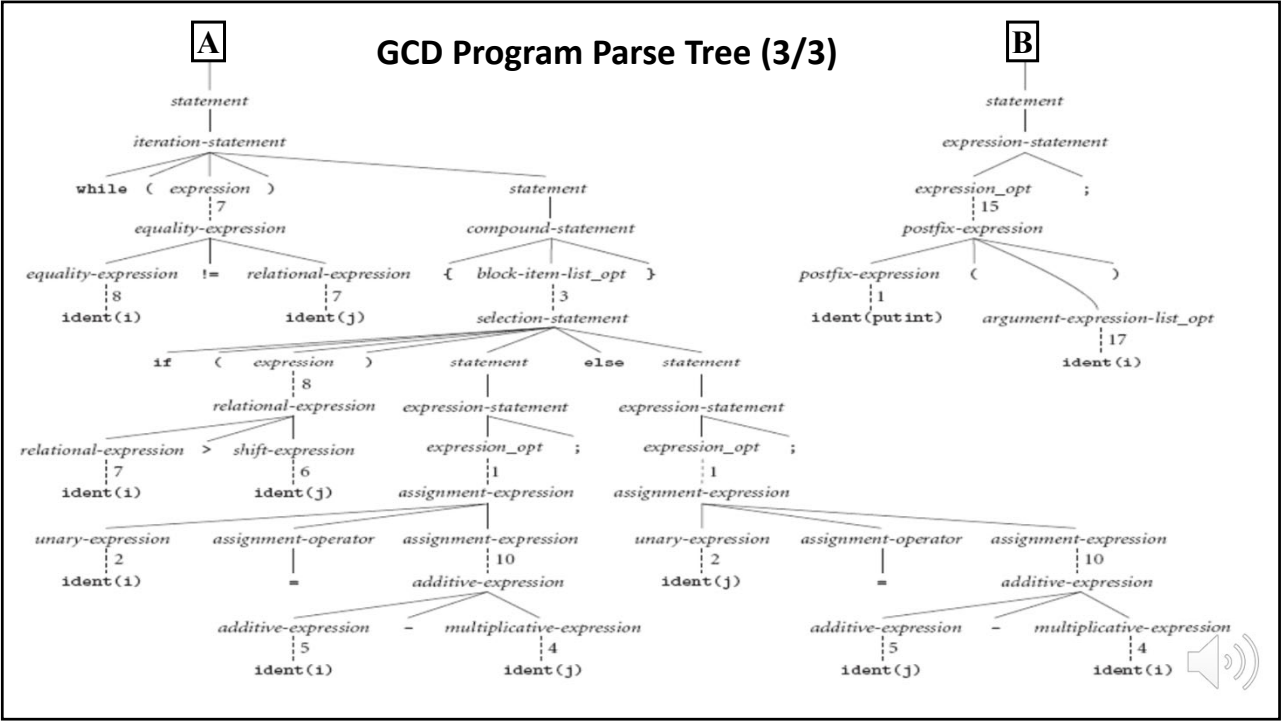 A GCD Program Parse Tree (3/3) B
statement statement
iteration-statement expression-statement
while ( expression ) statement expression_opt ;
7 15
equality-expression compound-statement postfix-expression
equality-expression != relational-expression { block-item-list_opt } postfix-expression ( )
8 7 3 1
ident(i) ident(j) selection-statement ident(putint) argument-expression-list_opt
17
if ( expression ) statement else statement ident(i)
8
relational-expression expression-statement expression-statement
relational-expression > shift-expression expression_opt ; expression_opt ;
7 6 1 1
ident(i) ident(j) assignment-expression assignment-expression
unary-expression assignment-operator assignment-expression unary-expression assignment-operator assignment-expression
2 10 2 10
ident(i) = additive-expression ident(j) = additive-expression
additive-expression - multiplicative-expression additive-expression - multiplicative-expression
5 4 5 4
ident(i) ident(j) ident(j) ident(i)